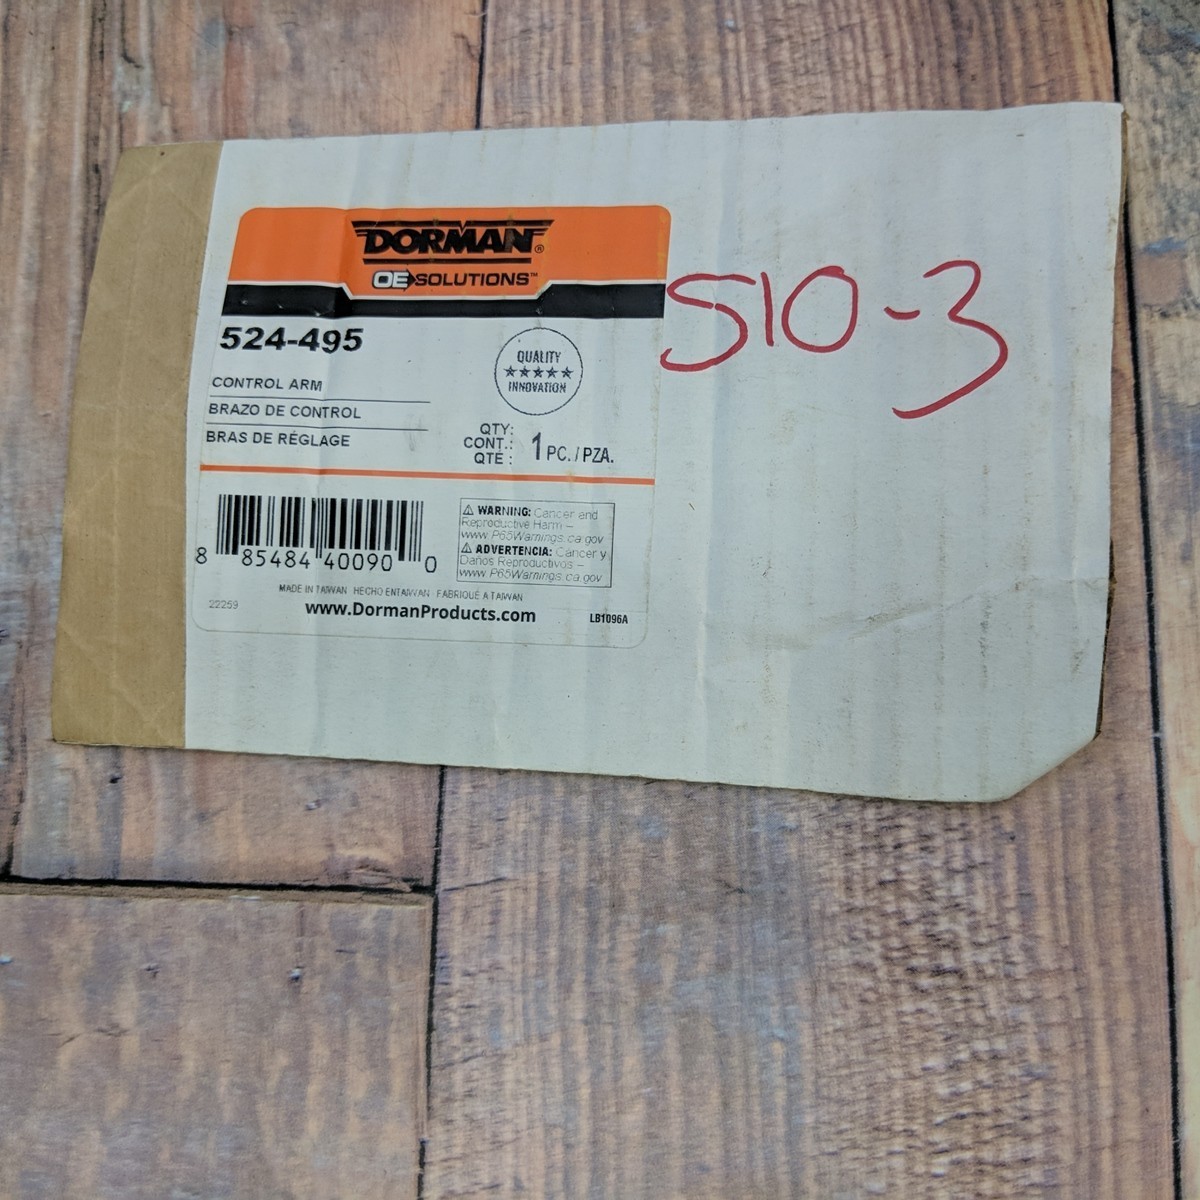 DORMAN®
OE SOLUTIONS™
524-495
CONTROL ARM
BRAZO DE CONTROL
BRAS DE RÉGLAGE
QUALITY
★★★★★
INNOVATION
QTY:
CONT.:
QTE :
1 PC. / PZA.
8 85484 40090 0
⚠ WARNING: Cancer and
Reproductive Harm –
www.P65Warnings.ca.gov
⚠ ADVERTENCIA: Cáncer y
Daños Reproductivos –
www.P65Warnings.ca.gov
MADE IN TAIWAN HECHO EN TAIWAN FABRIQUÉ A TAIWAN
22259
www.DormanProducts.com
LB1096A
S10-3